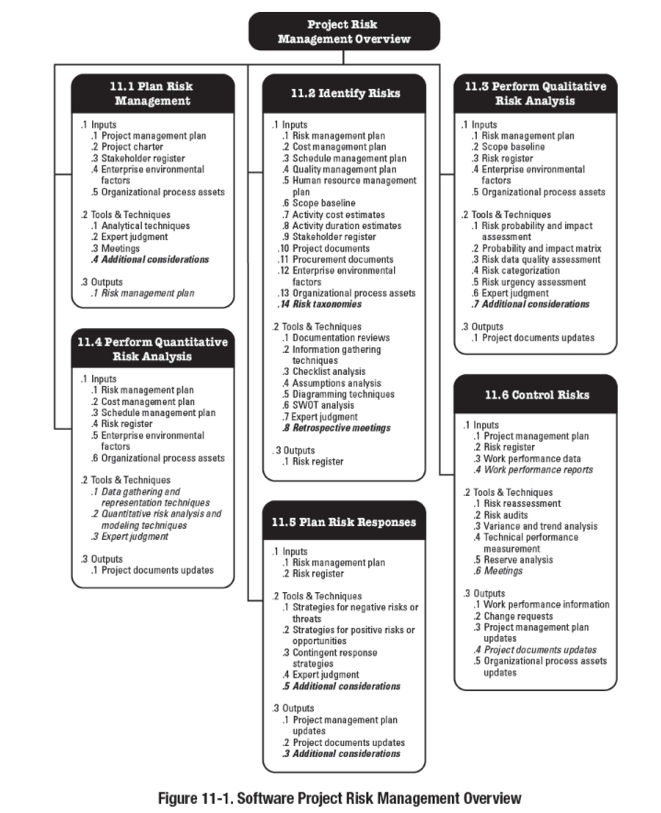 Project Risk
Management Overview
11.1 Plan Risk
Management
.1 Inputs
.1 Project management plan
.2 Project charter
.3 Stakeholder register
.4 Enterprise environmental
factors
.5 Organizational process assets
.2 Tools & Techniques
.1 Analytical techniques
.2 Expert judgment
.3 Meetings
.4 Additional considerations
.3 Outputs
.1 Risk management plan
11.2 Identify Risks
.1 Inputs
.1 Risk management plan
.2 Cost management plan
.3 Schedule management plan
.4 Quality management plan
.5 Human resource management
plan
.6 Scope baseline
.7 Activity cost estimates
.8 Activity duration estimates
.9 Stakeholder register
.10 Project documents
.11 Procurement documents
.12 Enterprise environmental
factors
.13 Organizational process assets
.14 Risk taxonomies
.2 Tools & Techniques
.1 Documentation reviews
.2 Information gathering
techniques
.3 Checklist analysis
.4 Assumptions analysis
.5 Diagramming techniques
.6 SWOT analysis
.7 Expert judgment
.8 Retrospective meetings
.3 Outputs
.1 Risk register
11.3 Perform Qualitative
Risk Analysis
.1 Inputs
.1 Risk management plan
.2 Scope baseline
.3 Risk register
.4 Enterprise environmental
factors
.5 Organizational process assets
.2 Tools & Techniques
.1 Risk probability and impact
assessment
.2 Probability and impact matrix
.3 Risk data quality assessment
.4 Risk categorization
.5 Risk urgency assessment
.6 Expert judgment
.7 Additional considerations
.3 Outputs
.1 Project documents updates
11.4 Perform Quantitative
Risk Analysis
.1 Inputs
.1 Risk management plan
.2 Cost management plan
.3 Schedule management plan
.4 Risk register
.5 Enterprise environmental
factors
.6 Organizational process assets
.2 Tools & Techniques
.1 Data gathering and
representation techniques
.2 Quantitative risk analysis and
modeling techniques
.3 Expert judgment
.3 Outputs
.1 Project documents updates
11.5 Plan Risk Responses
.1 Inputs
.1 Risk management plan
.2 Risk register
.2 Tools & Techniques
.1 Strategies for negative risks or
threats
.2 Strategies for positive risks or
opportunities
.3 Contingent response
strategies
.4 Expert judgment
.5 Additional considerations
.3 Outputs
.1 Project management plan
updates
.2 Project documents updates
.3 Additional considerations
11.6 Control Risks
.1 Inputs
.1 Project management plan
.2 Risk register
.3 Work performance data
.4 Work performance reports
.2 Tools & Techniques
.1 Risk reassessment
.2 Risk audits
.3 Variance and trend analysis
.4 Technical performance
measurement
.5 Reserve analysis
.6 Meetings
.3 Outputs
.1 Work performance information
.2 Change requests
.3 Project management plan
updates
.4 Project documents updates
.5 Organizational process assets
updates
Figure 11-1. Software Project Risk Management Overview